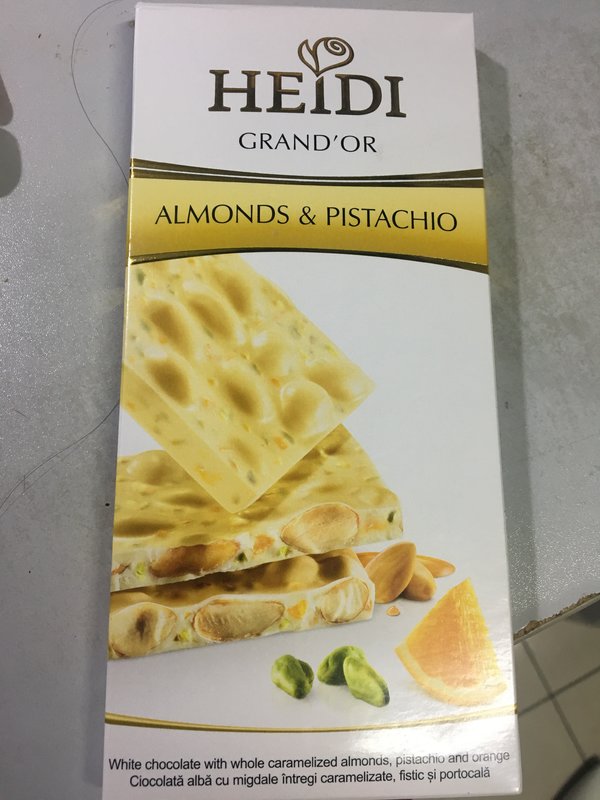 HEIDI
GRAND'OR
ALMONDS & PISTACHIO
White chocolate with whole caramelized almonds, pistachio and orange
Ciocolată albă cu migdale întregi caramelizate, fistic și portocală